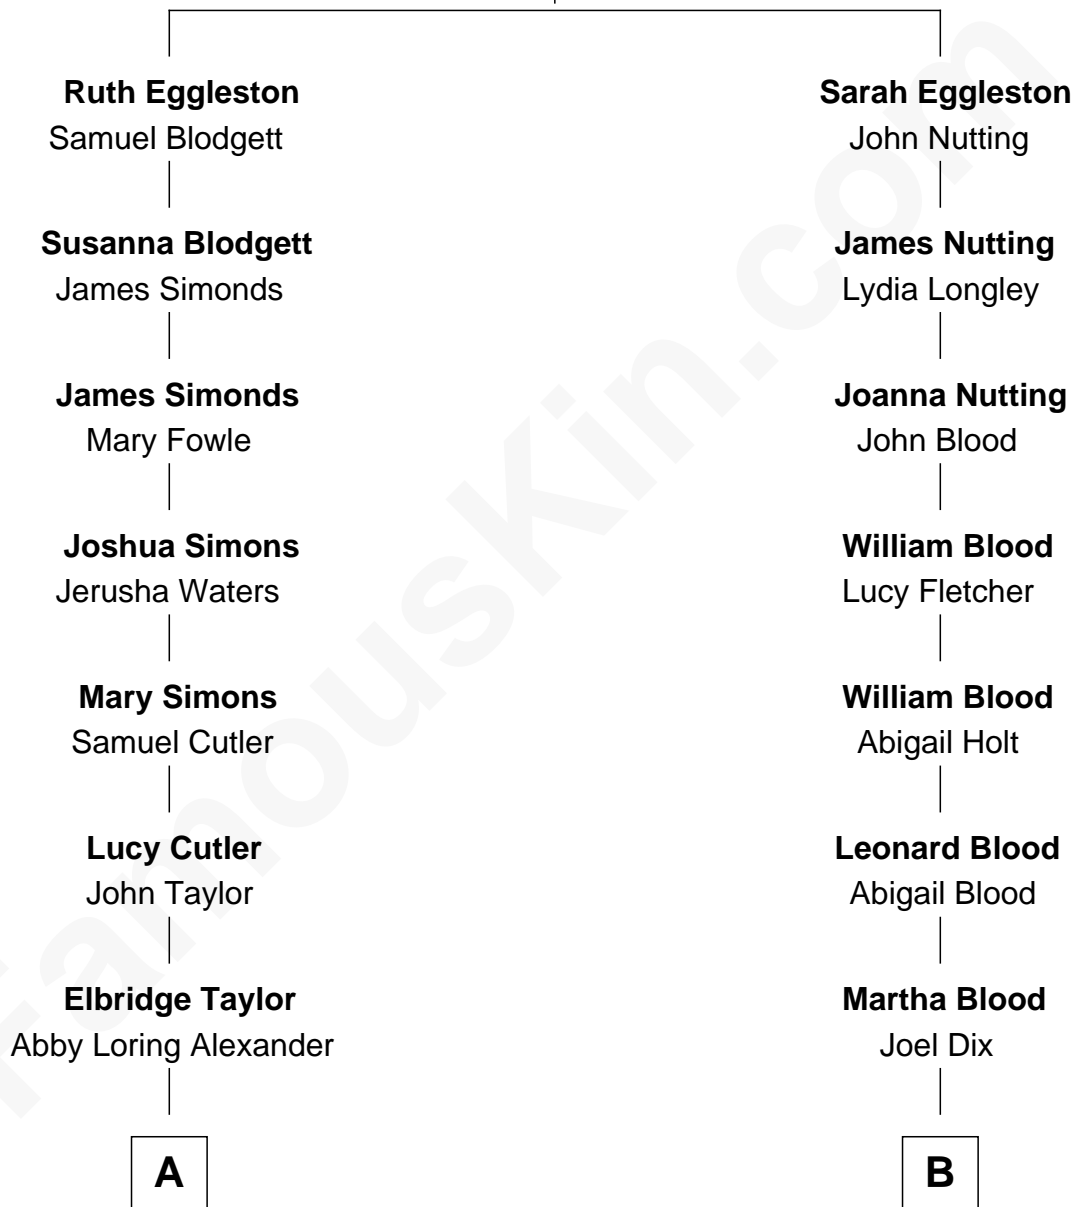 Ruth Eggleston
Samuel Blodgett
Susanna Blodgett
James Simonds
James Simonds
Mary Fowle
Joshua Simons
Jerusha Waters
Mary Simons
Samuel Cutler
Lucy Cutler
John Taylor
Elbridge Taylor
Abby Loring Alexander
A
Sarah Eggleston
John Nutting
James Nutting
Lydia Longley
Joanna Nutting
John Blood
William Blood
Lucy Fletcher
William Blood
Abigail Holt
Leonard Blood
Abigail Blood
Martha Blood
Joel Dix
B
FamousKin.com